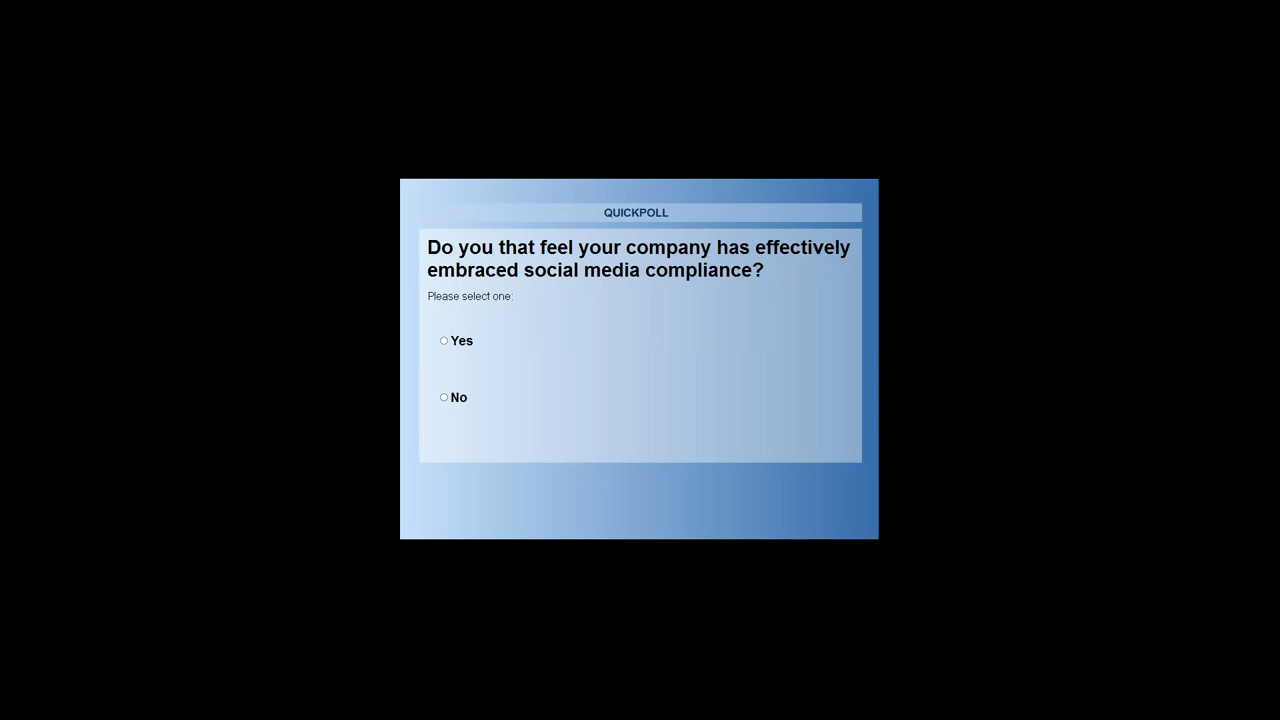 QUICKPOLL
Do you that feel your company has effectively
embraced social media compliance?
Please select one:
Yes
No